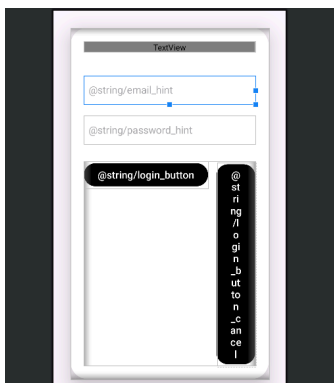 TextView
@string/email_hint
@string/password_hint
@string/login_button
@
st
ri
ng
/l
o
gi
n
_b
ut
to
n
_c
an
ce
l